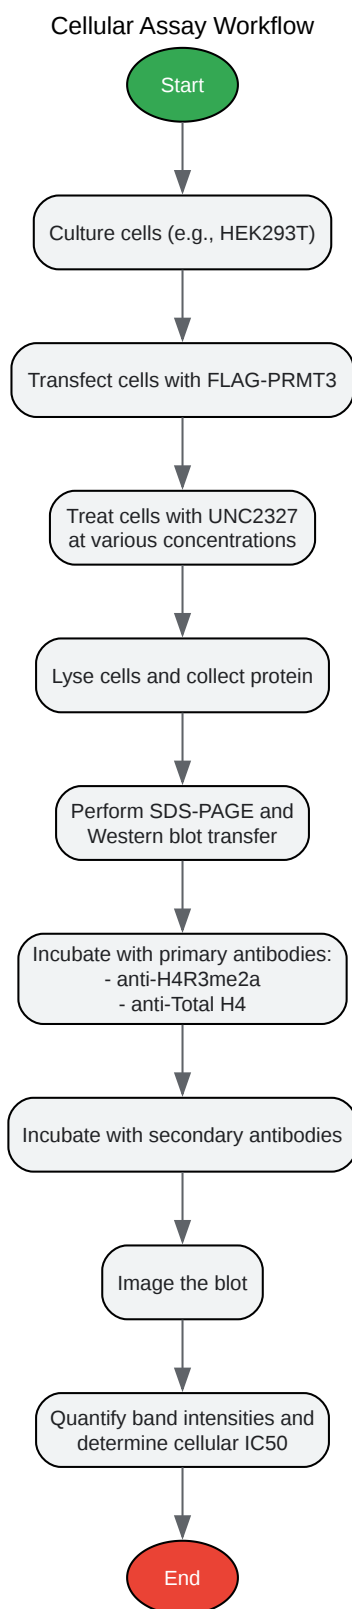 Cellular Assay Workflow
Start
Culture cells (e.g., HEK293T)
Transfect cells with FLAG-PRMT3
Treat cells with UNC2327
at various concentrations
Lyse cells and collect protein
Perform SDS-PAGE and
Western blot transfer
Incubate with primary antibodies:
- anti-H4R3me2a
- anti-Total H4
Incubate with secondary antibodies
Image the blot
Quantify band intensities and
determine cellular IC50
End